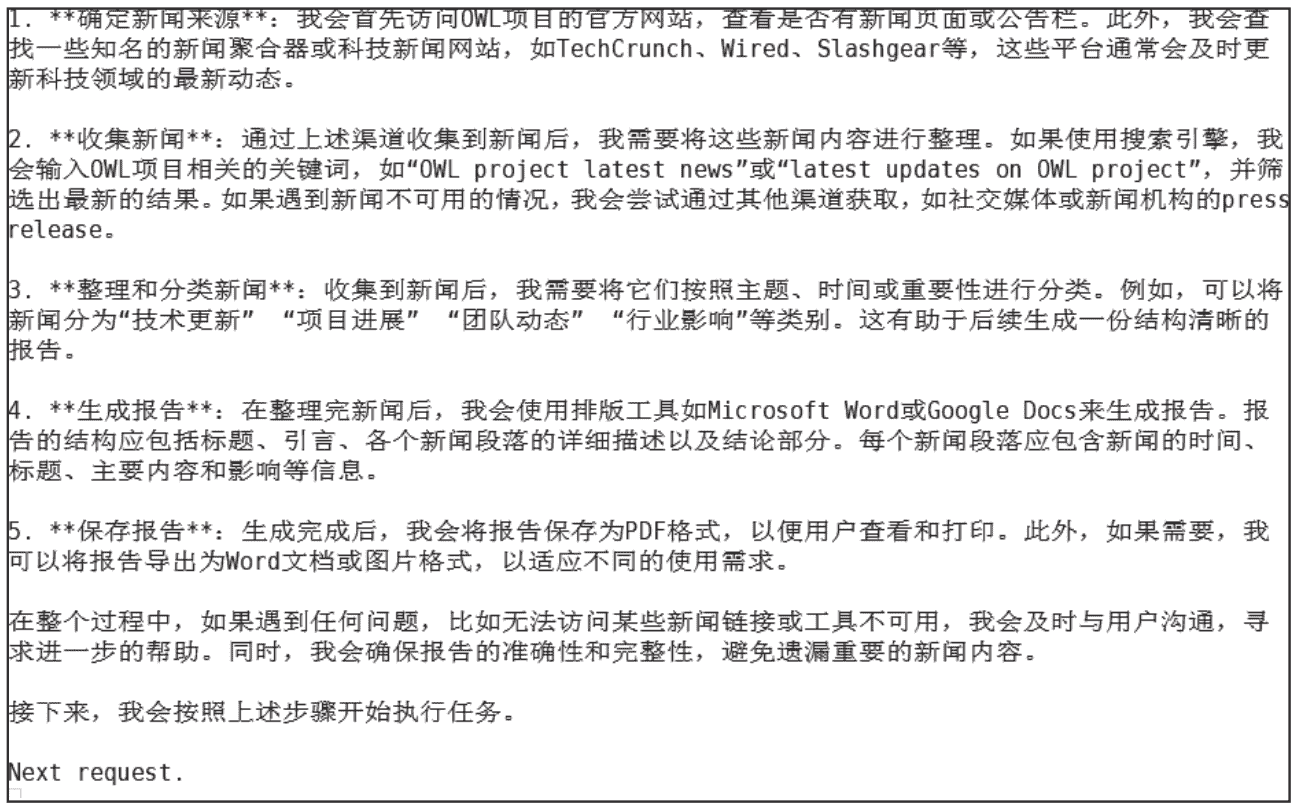 1. **确定新闻来源**: 我会首先访问OWL项目的官方网站，查看是否有新闻页面或公告栏。此外，我会查
找一些知名的新闻聚合器或科技新闻网站，如TechCrunch、Wired、Slashgear等，这些平台通常会及时更
新科技领域的最新动态。
2. **收集新闻**: 通过上述渠道收集到新闻后，我需要将这些新闻内容进行整理。如果使用搜索引擎，我
会输入OWL项目相关的关键词，如“OWL project latest news”或“latest updates on OWL project”，并筛
选出最新的结果。如果遇到新闻不可用的情况，我会尝试通过其他渠道获取，如社交媒体或新闻机构的press
release。
3. **整理和分类新闻**: 收集到新闻后，我需要将它们按照主题、时间或重要性进行分类。例如，可以将
新闻分为“技术更新” “项目进展” “团队动态” “行业影响”等类别。这有助于后续生成一份结构清晰的
报告。
4. **生成报告**: 在整理完新闻后，我会使用排版工具如Microsoft Word或Google Docs来生成报告。报
告的结构应包括标题、引言、各个新闻段落的详细描述以及结论部分。每个新闻段落应包含新闻的时间、
标题、主要内容和影响等信息。
5. **保存报告**: 生成完成后，我会将报告保存为PDF格式，以便用户查看和打印。此外，如果需要，我
可以将报告导出为Word文档或图片格式，以适应不同的使用需求。
在整个过程中，如果遇到任何问题，比如无法访问某些新闻链接或工具不可用，我会及时与用户沟通，寻
求进一步的帮助。同时，我会确保报告的准确性和完整性，避免遗漏重要的新闻内容。
接下来，我会按照上述步骤开始执行任务。
Next request.